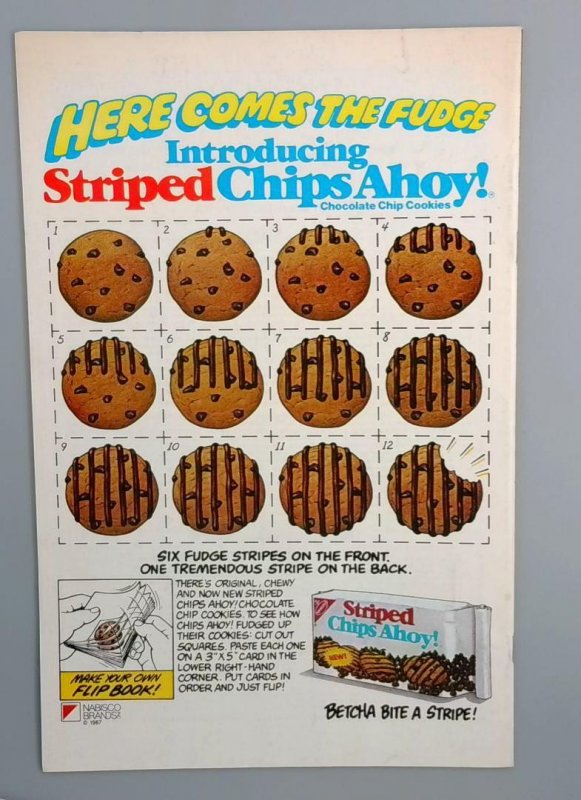 HERE COMES THE FUDGE
Introducing
Striped Chips Ahoy!®
Chocolate Chip Cookies
1 2 3 4
5 6 7 8
9 10 11 12
SIX FUDGE STRIPES ON THE FRONT.
ONE TREMENDOUS STRIPE ON THE BACK.
THERE'S ORIGINAL, CHEWY
AND NOW NEW STRIPED
CHIPS AHOY! CHOCOLATE
CHIP COOKIES. TO SEE HOW
CHIPS AHOY! FUDGED UP
THEIR COOKIES: CUT OUT
SQUARES. PASTE EACH ONE
ON A 3"X 5" CARD IN THE
LOWER RIGHT-HAND
CORNER. PUT CARDS IN
ORDER, AND JUST FLIP!
MAKE YOUR OWN
FLIP BOOK!
NABISCO
BRANDS
© 1987
Striped
Chips Ahoy!
NEW!
BETCHA BITE A STRIPE!